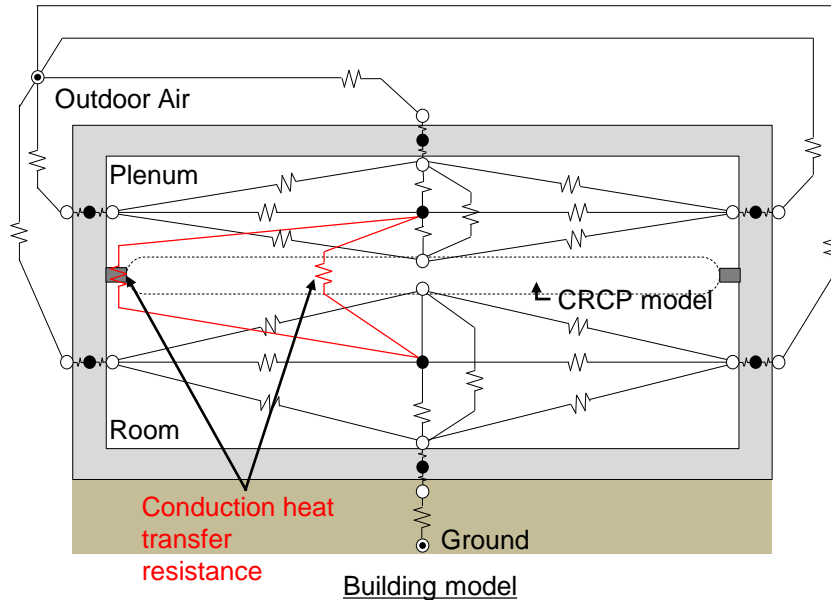 Outdoor Air
Plenum
CRCP model
Room
Conduction heat
transfer
resistance
Ground
Building model